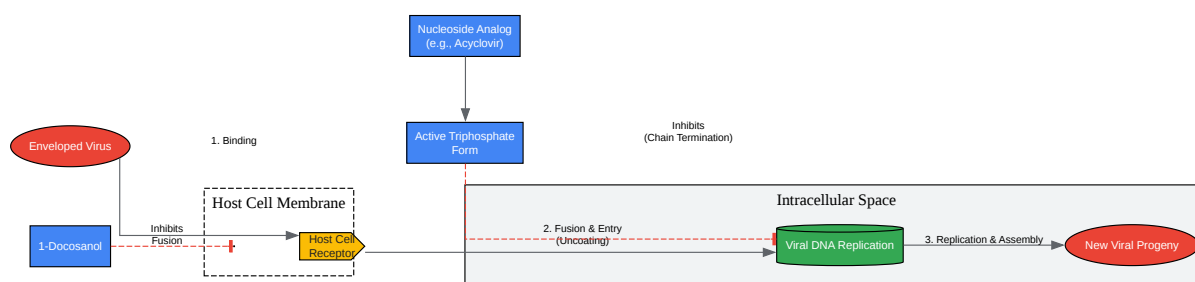 Nucleoside Analog
(e.g., Acyclovir)
Enveloped Virus
1. Binding
Active Triphosphate
Form
Inhibits
(Chain Termination)
Host Cell Membrane
Intracellular Space
1-Docosanol
Inhibits
Fusion
Host Cell
Receptor
2. Fusion & Entry
(Uncoating)
Viral DNA Replication
3. Replication & Assembly
New Viral Progeny